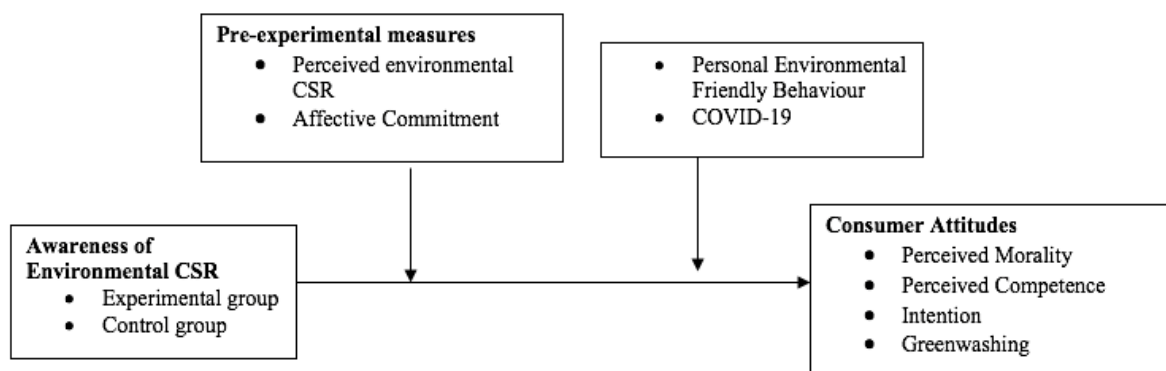 Pre-experimental measures
● Perceived environmental
CSR
● Affective Commitment
● Personal Environmental
Friendly Behaviour
● COVID-19
Awareness of
Environmental CSR
● Experimental group
● Control group
Consumer Attitudes
● Perceived Morality
● Perceived Competence
● Intention
● Greenwashing